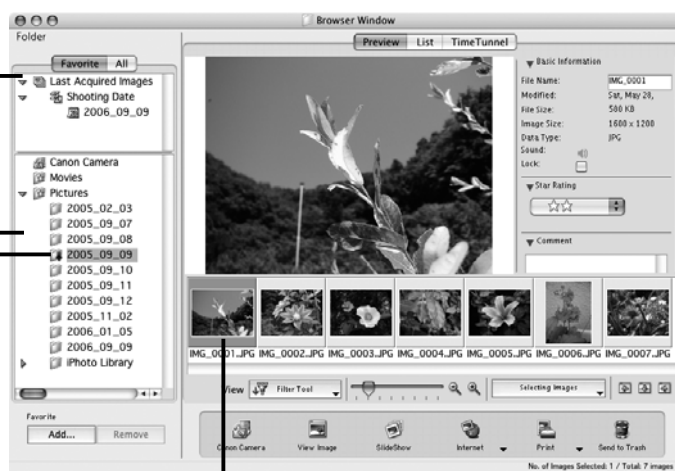 Browser Window
Folder
Favorite All
Last Acquired Images
Shooting Date
2006_09_09
Canon Camera
Movies
Pictures
2005_02_03
2005_09_07
2005_09_08
2005_09_09
2005_09_10
2005_09_11
2005_09_12
2005_11_02
2006_01_05
2006_09_09
iPhoto Library
Favorite
Add... Remove
Preview List TimeTunnel
Basic Information
File Name: IMG_0001
Modified: Sat, May 28,
File Size: 580 KB
Image Size: 1600 x 1200
Data Type: JPG
Sound:
Lock:
Star Rating
Comment
IMG_0001.JPG IMG_0002.JPG IMG_0003.JPG IMG_0004.JPG IMG_0005.JPG IMG_0006.JPG IMG_0007.JPG
View Filter Tool Selecting Images
Canon Camera View Image SlideShow Internet Print Send to Trash
No. of Images Selected: 1 / Total: 7 images